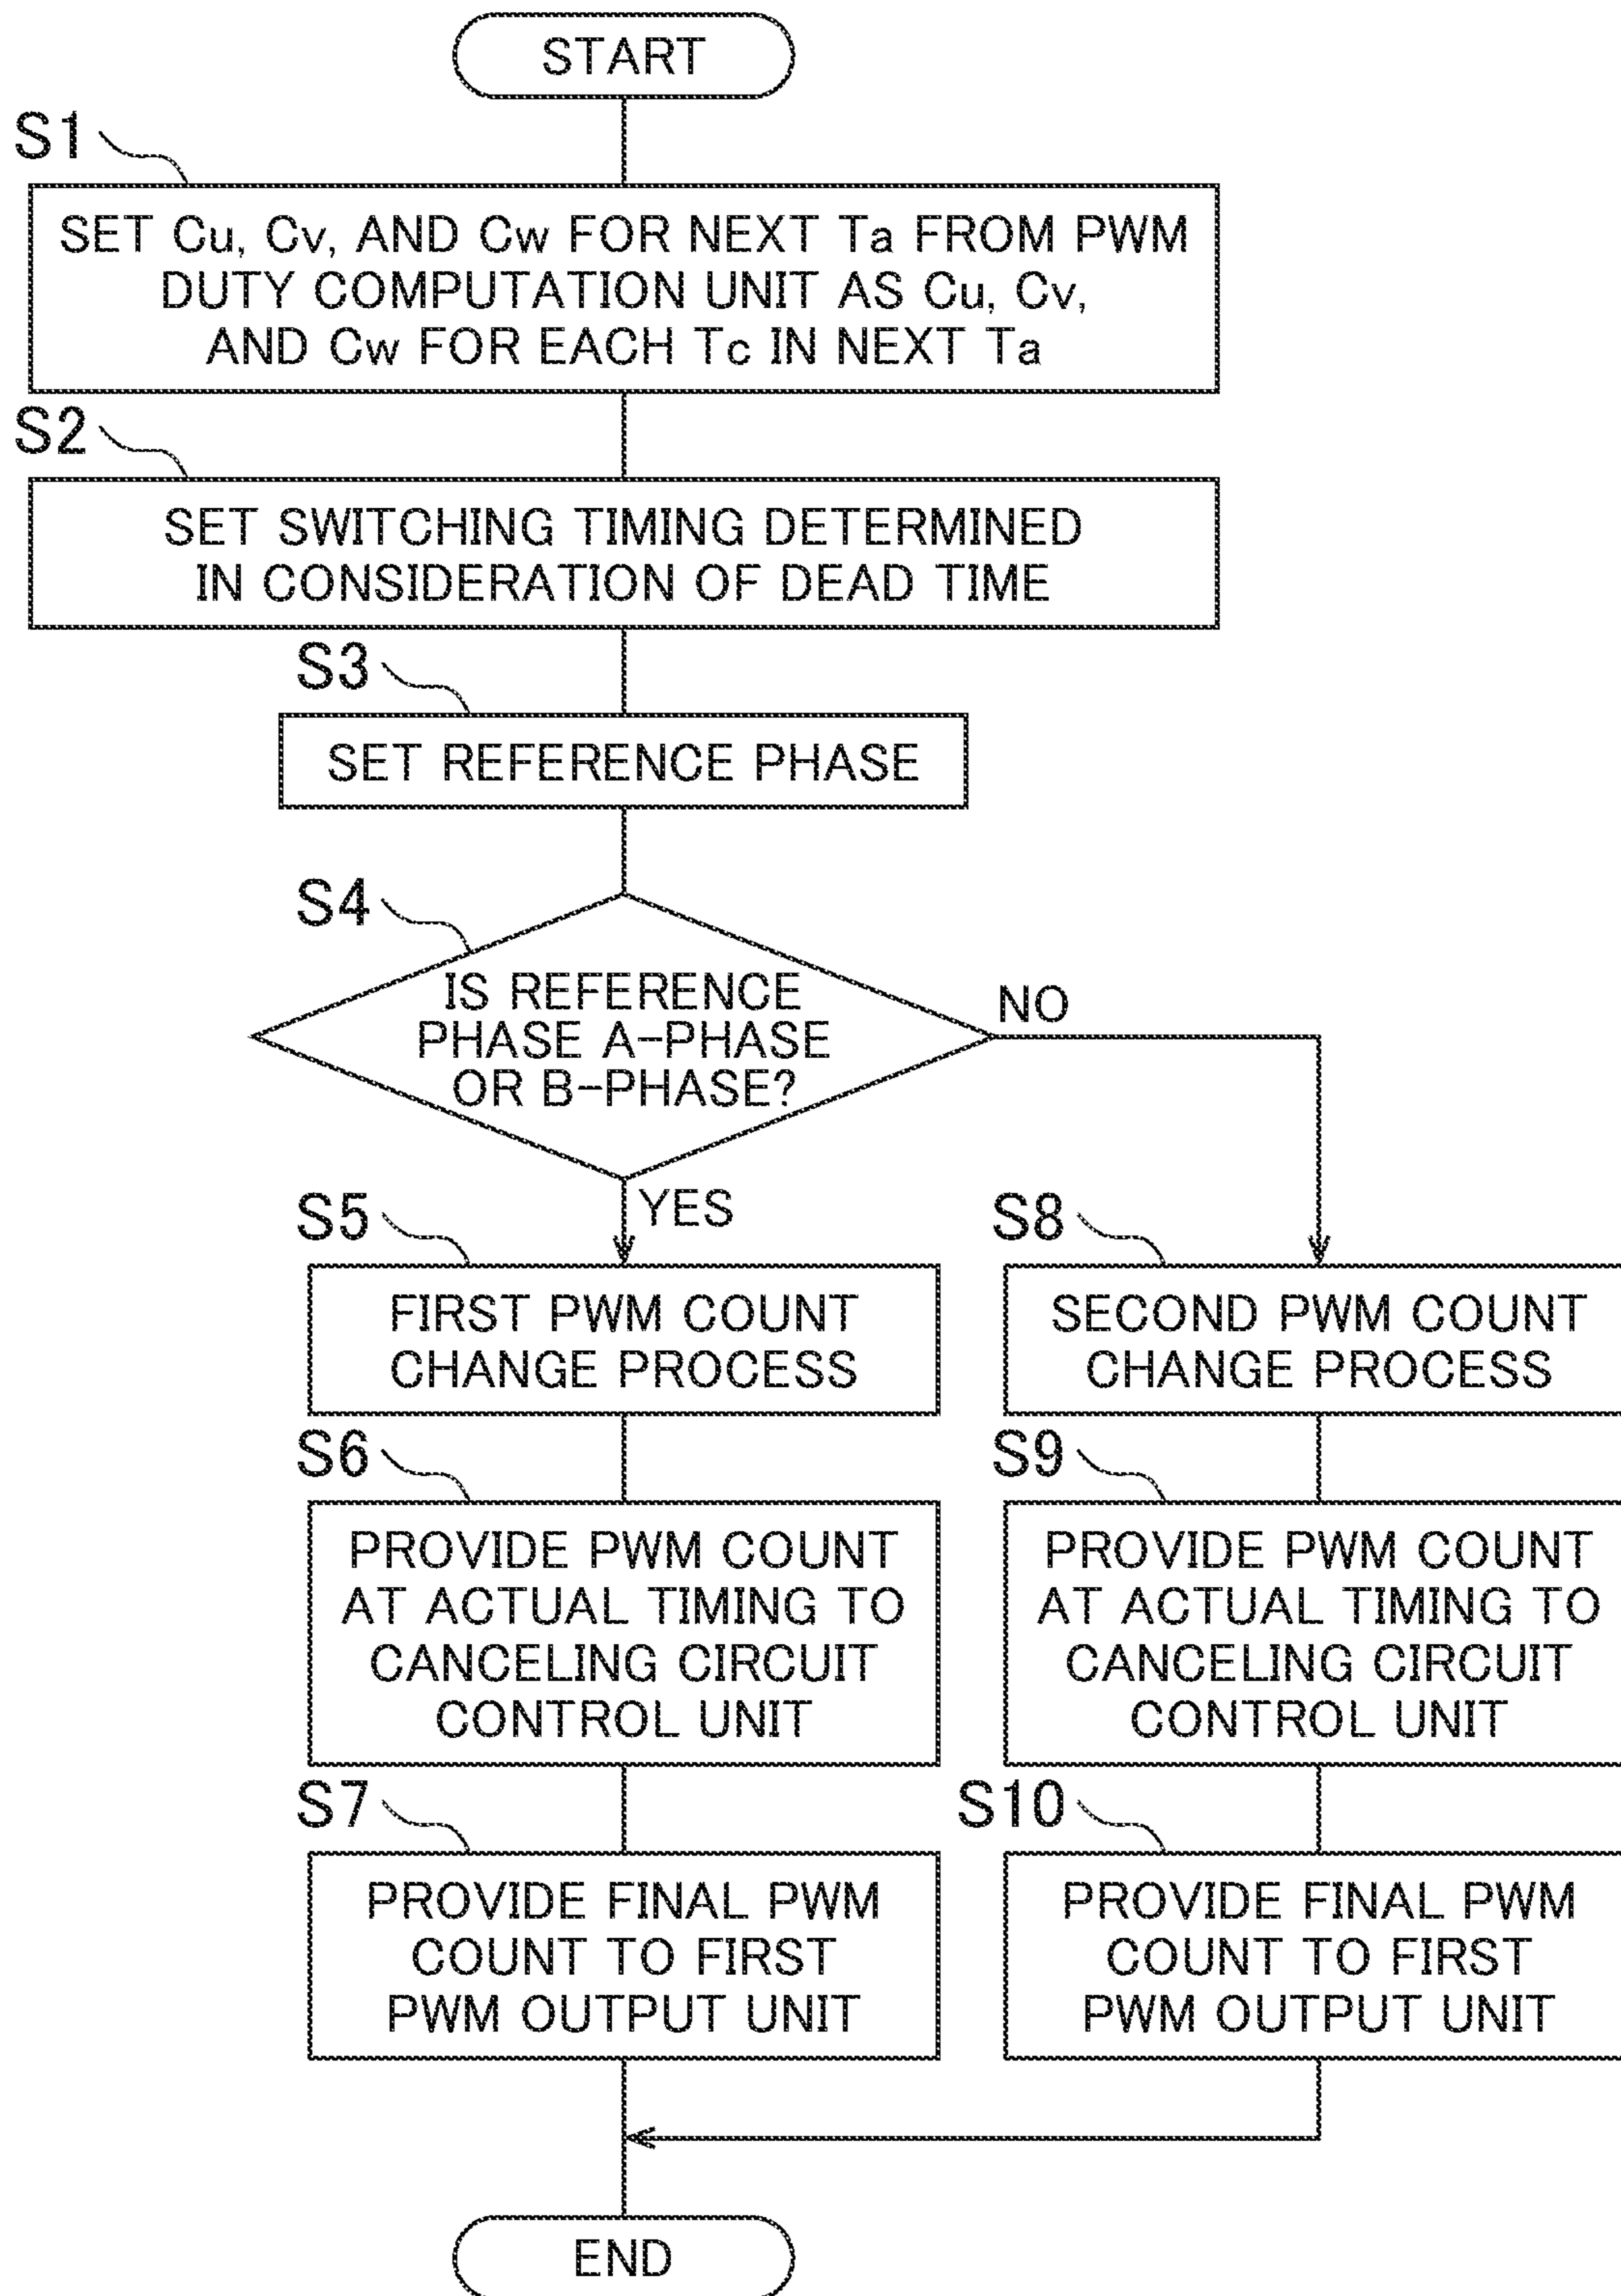 START
S1
SET Cu, Cv, AND Cw FOR NEXT Ta FROM PWM
DUTY COMPUTATION UNIT AS Cu, Cv,
AND Cw FOR EACH Tc IN NEXT Ta
S2
SET SWITCHING TIMING DETERMINED
IN CONSIDERATION OF DEAD TIME
S3
SET REFERENCE PHASE
S4
IS REFERENCE
PHASE A-PHASE
OR B-PHASE?
NO
YES
S5
FIRST PWM COUNT
CHANGE PROCESS
S6
PROVIDE PWM COUNT
AT ACTUAL TIMING TO
CANCELING CIRCUIT
CONTROL UNIT
S7
PROVIDE FINAL PWM
COUNT TO FIRST
PWM OUTPUT UNIT
S8
SECOND PWM COUNT
CHANGE PROCESS
S9
PROVIDE PWM COUNT
AT ACTUAL TIMING TO
CANCELING CIRCUIT
CONTROL UNIT
S10
PROVIDE FINAL PWM
COUNT TO FIRST
PWM OUTPUT UNIT
END